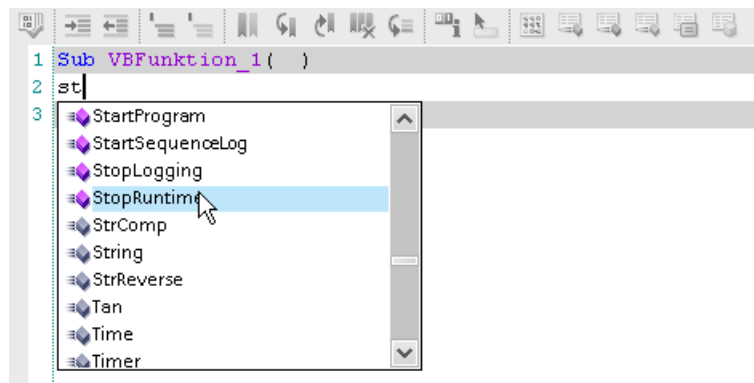 1 Sub VBFunktion_1( )
2 st
3
StartProgram
StartSequenceLog
StopLogging
StopRuntime
StrComp
String
StrReverse
Tan
Time
Timer